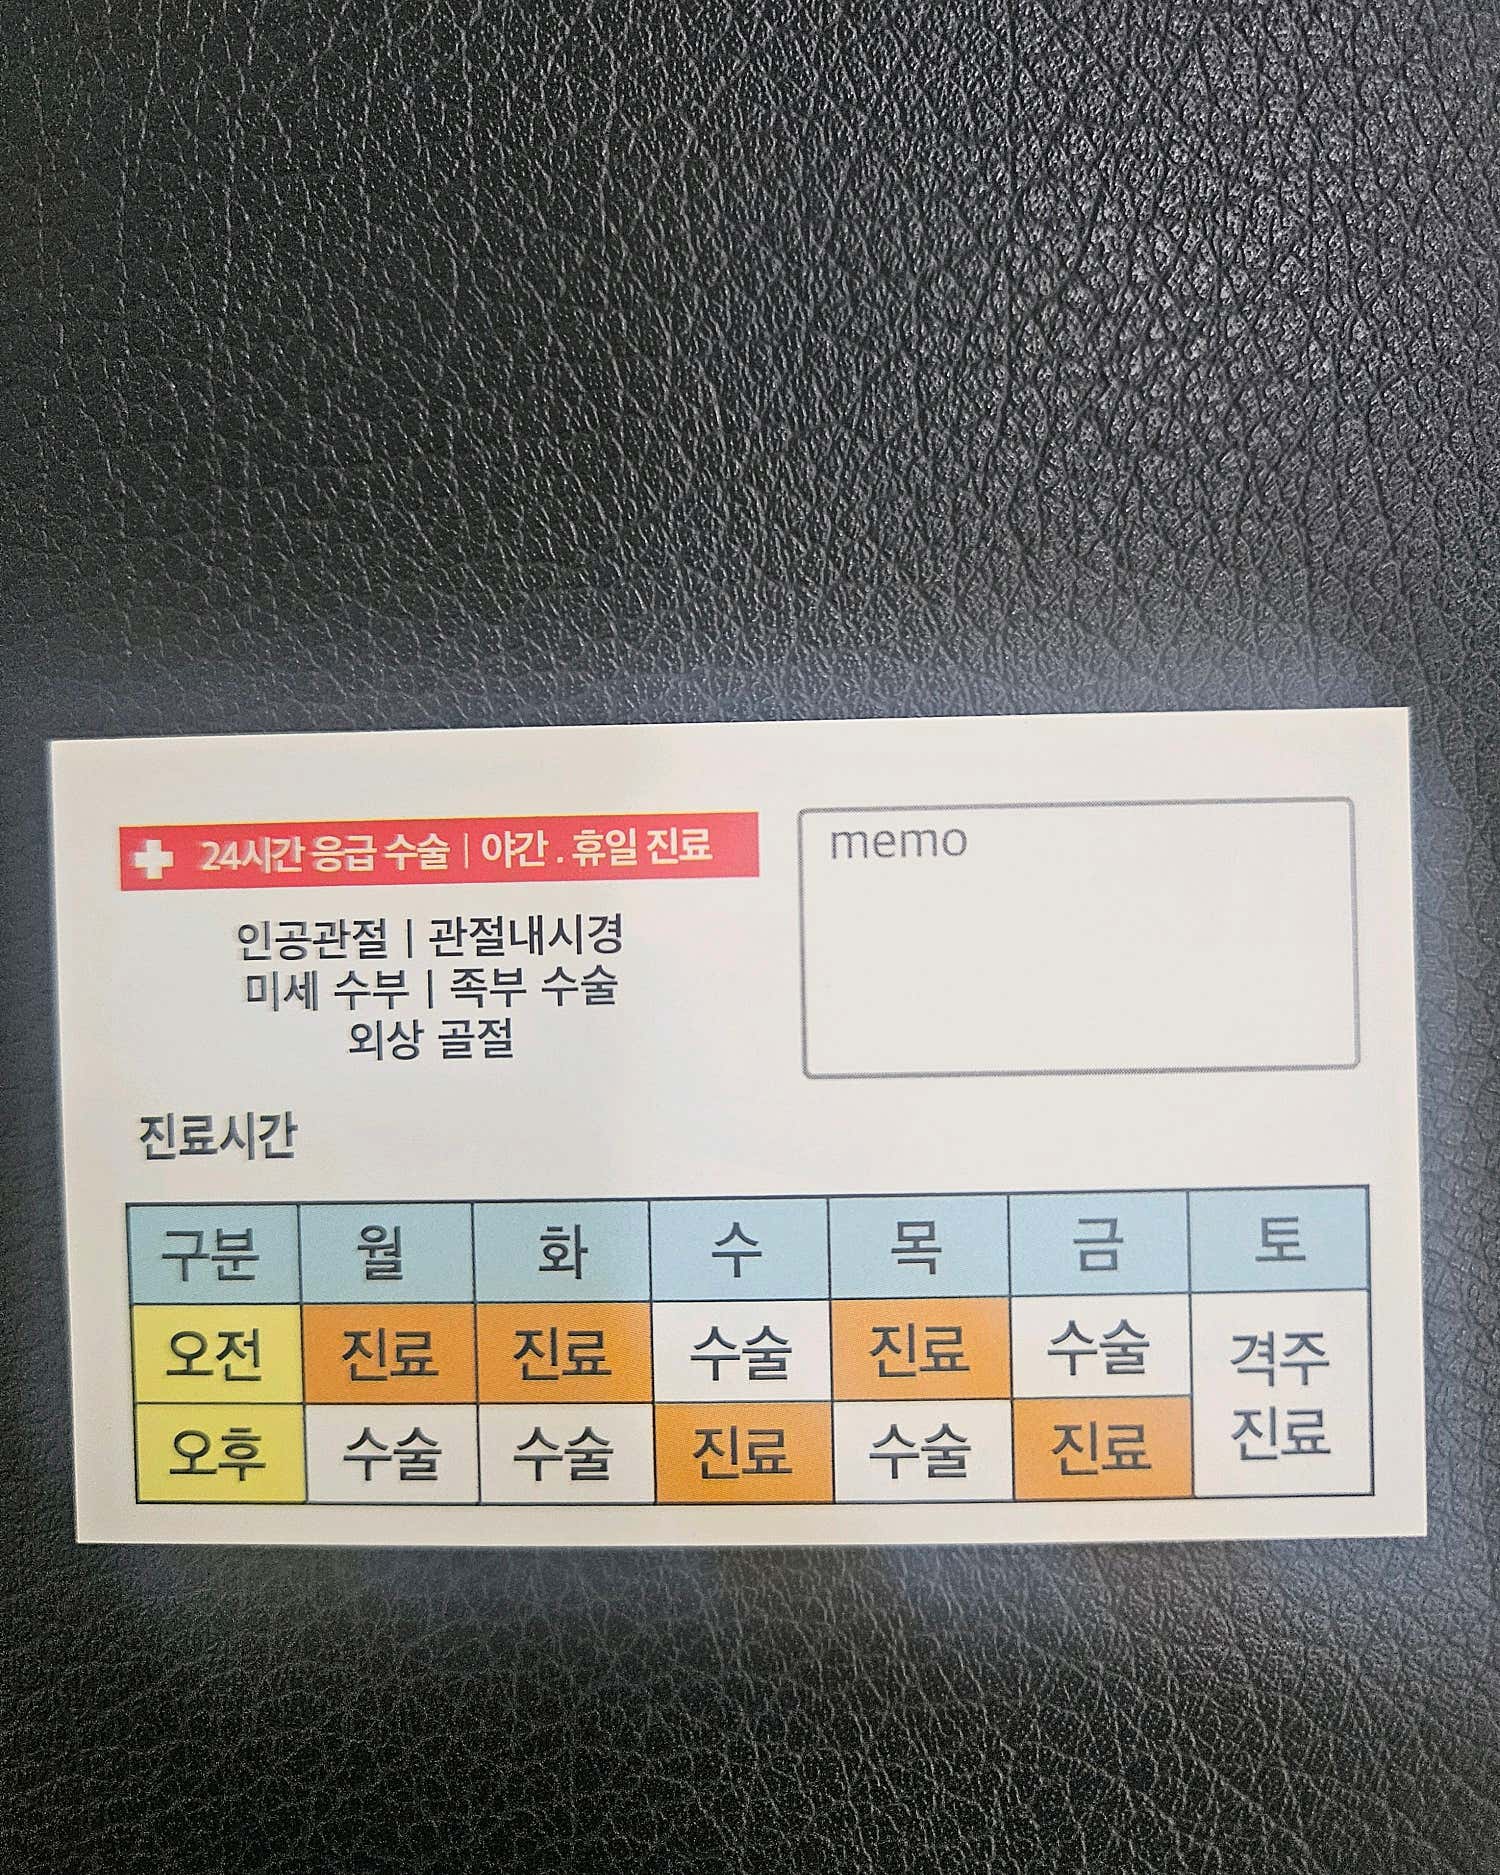 24시간 응급 수술 | 야간 . 휴일 진료
memo
인공관절 | 관절내시경
미세 수부 | 족부 수술
외상 골절
진료시간
구분 월 화 수 목 금 토
오전 진료 진료 수술 진료 수술 격주 진료
오후 수술 수술 진료 수술 진료